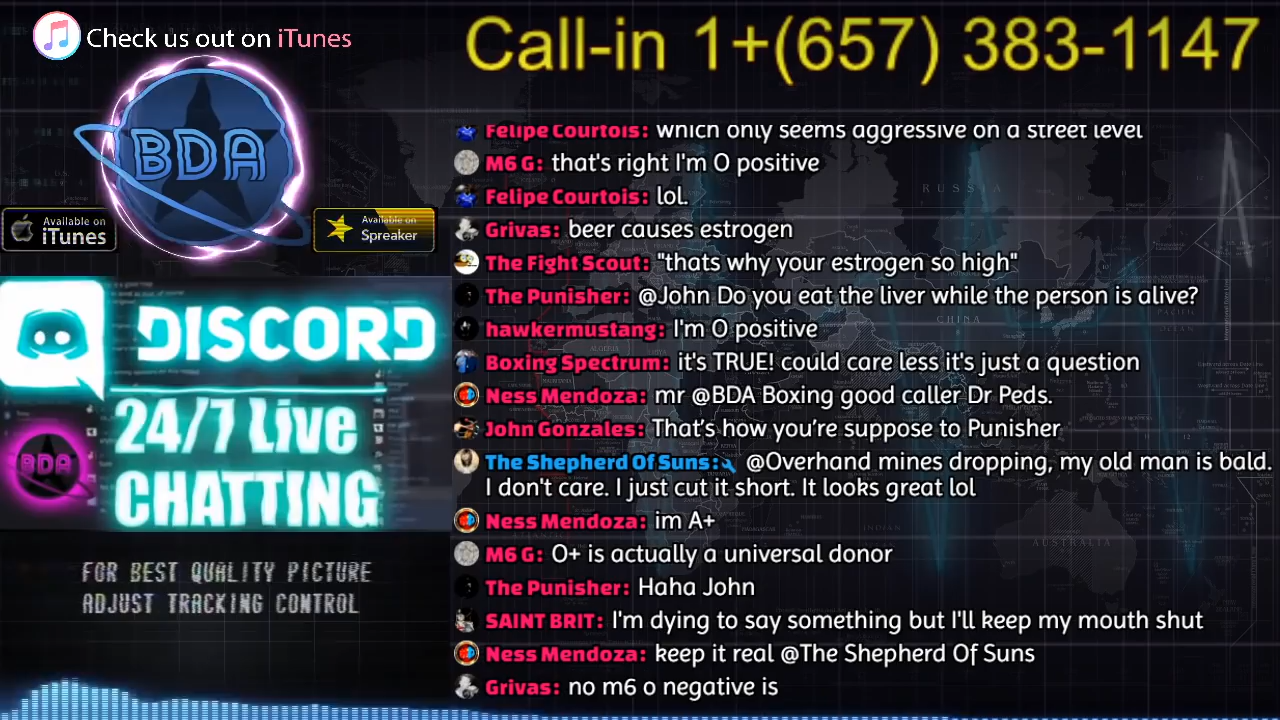 Check us out on iTunes
Call-in 1+(657) 383-1147
BDA
Available on
iTunes
Available on
Spreaker
DISCORD
24/7 Live
CHATTING
BDA
FOR BEST QUALITY PICTURE
ADJUST TRACKING CONTROL
Felipe Courtois: which only seems aggressive on a street level
M6 G: that's right I'm O positive
Felipe Courtois: lol.
Grivas: beer causes estrogen
The Fight Scout: "thats why your estrogen so high"
The Punisher: @John Do you eat the liver while the person is alive?
hawkermustang: I'm O positive
Boxing Spectrum: it's TRUE! could care less it's just a question
Ness Mendoza: mr @BDA Boxing good caller Dr Peds.
John Gonzales: That's how you're suppose to Punisher
The Shepherd Of Suns: @Overhand mines dropping, my old man is bald.
I don't care. I just cut it short. It looks great lol
Ness Mendoza: im A+
M6 G: O+ is actually a universal donor
The Punisher: Haha John
SAINT BRIT: I'm dying to say something but I'll keep my mouth shut
Ness Mendoza: keep it real @The Shepherd Of Suns
Grivas: no m6 o negative is
RUSSIA
CHINA
AUSTRALIA